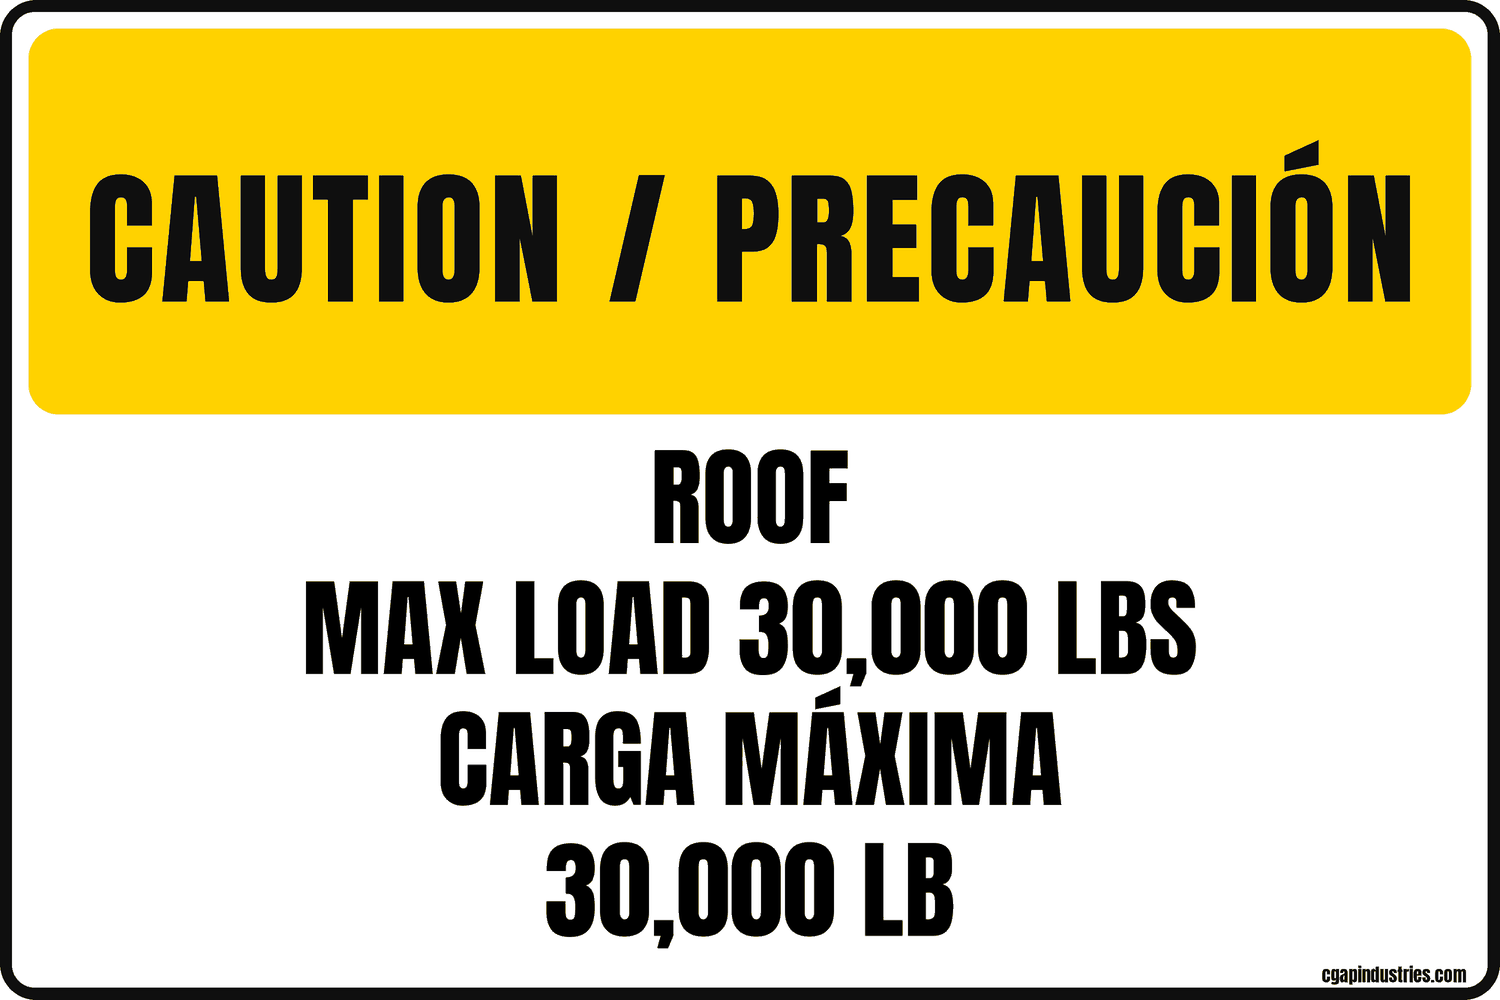 CAUTION / PRECAUCIÓN
ROOF
MAX LOAD 30,000 LBS
CARGA MÁXIMA
30,000 LB
cgapindustries.com